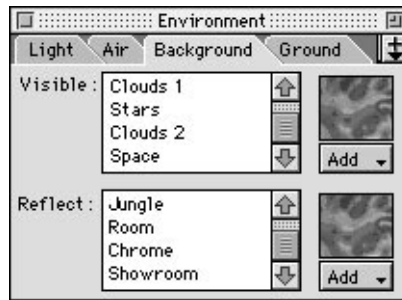 Environment
Light Air Background Ground
Visible :
Clouds 1
Stars
Clouds 2
Space
Add
Reflect :
Jungle
Room
Chrome
Showroom
Add